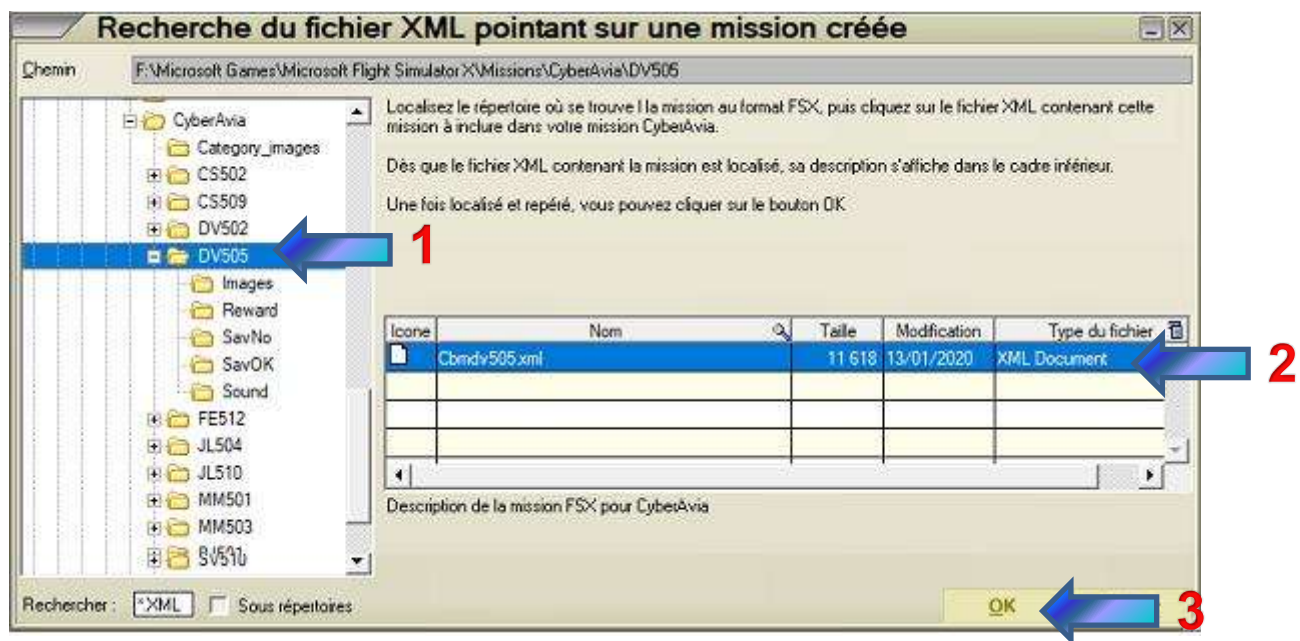 Recherche du fichier XML pointant sur une mission créée
Chemin
F:\Microsoft Games\Microsoft Flight Simulator X\Missions\CyberAvia\DV505
CyberAvia
Category_images
CS502
CS509
DV502
DV505
Images
Reward
SavNo
SavOK
Sound
FE512
JL504
JL510
MM501
MM503
1
Localisez le répertoire où se trouve l la mission au format FSX, puis cliquez sur le fichier XML contenant cette
mission à inclure dans votre mission CyberAvia.
Dès que le fichier XML contenant la mission est localisé, sa description s'affiche dans le cadre inférieur.
Une fois localisé et repéré, vous pouvez cliquer sur le bouton OK
Icone Nom Taille Modification Type du fichier
Cbmdv505.xml 11 618 13/01/2020 XML Document
2
Description de la mission FSX pour CyberAvia
Rechercher : *XML Sous répertoires
OK
3